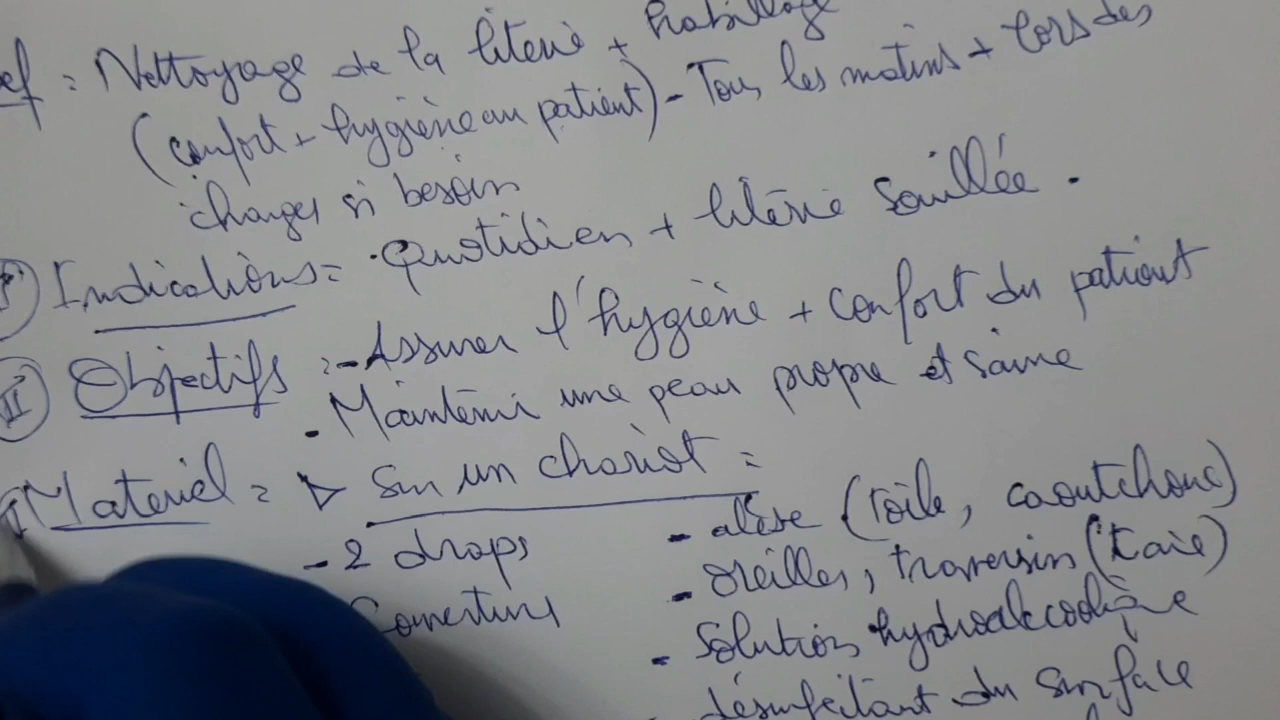 ef : Nettoyage de la literie + habillage
(confort + hygiène au patient) - Tous les matins + lors des
changes si besoin
I) Indications = . Quotidien + literie souillée .
II) Objectifs : - Assurer l'hygiène + confort du patient
- Maintenir une peau propre et saine
Materiel = ▷ Sur un chariot =
- 2 draps - alèse (toile, caoutchouc)
Couverture - oreiller, traversin (taie)
- Solution hydroalcoolique
désinfectant du surface